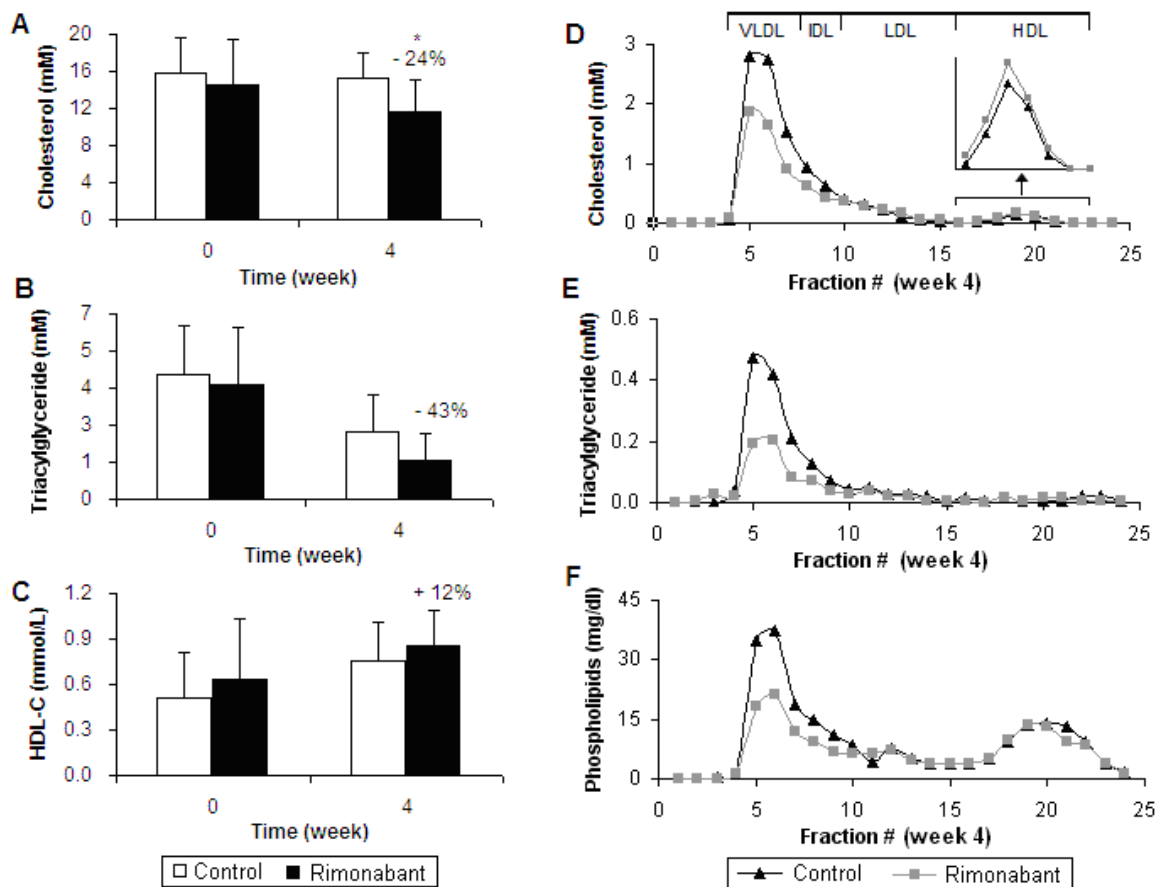 A
Cholesterol (mM)
20
16
12
8
4
0
*
- 24%
0
4
Time (week)
B
Triacylglyceride (mM)
7
6
4
3
1
0
- 43%
0
4
Time (week)
C
HDL-C (mmol/L)
1.2
0.9
0.6
0.3
0.0
+ 12%
0
4
Time (week)
Control Rimonabant
D
VLDL IDL LDL HDL
Cholesterol (mM)
3
2
1
0
0 5 10 15 20 25
Fraction # (week 4)
E
Triacylglyceride (mM)
0.6
0.4
0.2
0.0
0 5 10 15 20 25
Fraction # (week 4)
F
Phospholipids (mg/dl)
45
30
15
0
0 5 10 15 20 25
Fraction # (week 4)
Control Rimonabant